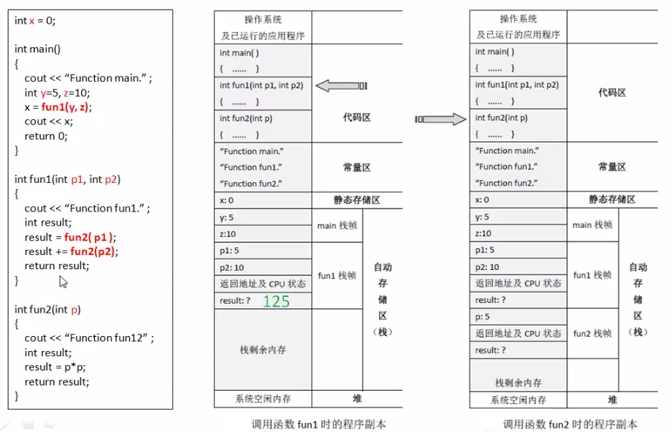 int x = 0;
int main()
{
cout << “Function main.” ;
int y=5, z=10;
x = fun1(y, z);
cout << x;
return 0;
}
int fun1(int p1, int p2)
{
cout << “Function fun1.” ;
int result;
result = fun2( p1 );
result += fun2(p2);
return result;
}
int fun2(int p)
{
cout << “Function fun12” ;
int result;
result = p*p;
return result;
}
操作系统
及已运行的应用程序
int main( )
{ …… }
int fun1(int p1, int p2)
{ …… }
int fun2(int p)
{ …… }
代码区
“Function main.”
“Function fun1.”
“Function fun2.”
常量区
x: 0
静态存储区
y: 5
z:10
main 栈帧
p1: 5
p2: 10
返回地址及 CPU 状态
result: ? 125
fun1 栈帧
自动
存
储
区
（栈）
栈剩余内存
系统空闲内存
堆
调用函数 fun1 时的程序副本
操作系统
及已运行的应用程序
int main( )
{ …… }
int fun1(int p1, int p2)
{ …… }
int fun2(int p)
{ …… }
代码区
“Function main.”
“Function fun1.”
“Function fun2.”
常量区
x: 0
静态存储区
y: 5
z:10
main 栈帧
p1: 5
p2: 10
返回地址及 CPU 状态
result: ?
fun1 栈帧
p: 5
返回地址及 CPU 状态
result: ?
fun2 栈帧
自动
存
储
区
（栈）
栈剩余内存
系统空闲内存
堆
调用函数 fun2 时的程序副本